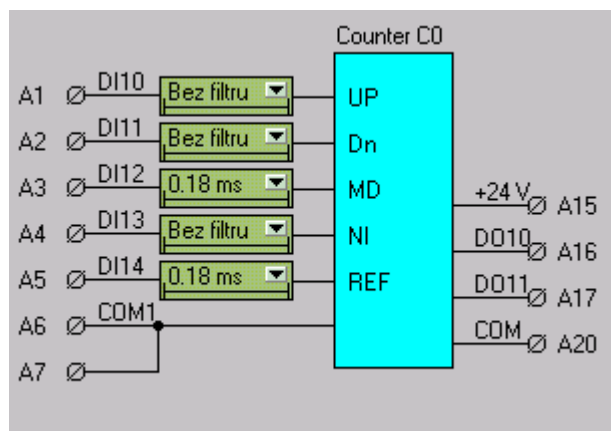 Counter C0
A1 DI10 Bez filtru UP
A2 DI11 Bez filtru Dn
A3 DI12 0.18 ms MD
+24 V A15
A4 DI13 Bez filtru NI
DO10 A16
A5 DI14 0.18 ms REF
DO11 A17
A6 COM1
COM A20
A7